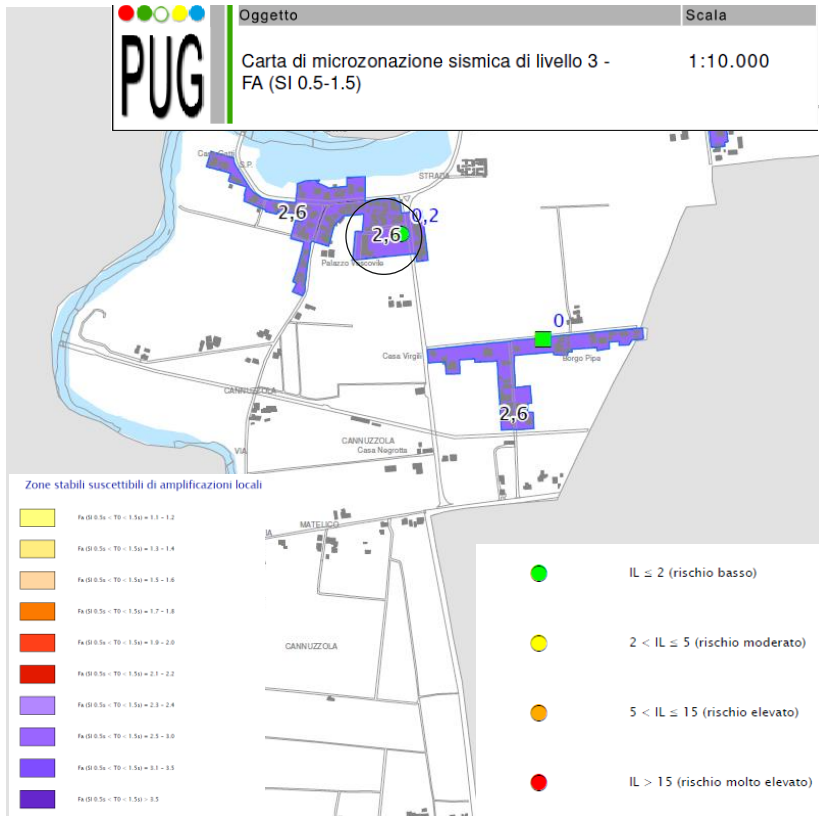 Oggetto
Scala
PUG
Carta di microzonazione sismica di livello 3 -
FA (SI 0.5-1.5)
1:10.000
S.P.
STRADA
2,6
0,2
2,6
Palazzo Vescovile
0
Casa Virgili
Borgo Pipa
CANNUZZOLA
2,6
CANNUZZOLA
Casa Negrotta
VIA
Zone stabili suscettibili di amplificazioni locali
Fa (SI 0.5s < T0 < 1.5s) = 1.1 - 1.2
Fa (SI 0.5s < T0 < 1.5s) = 1.3 - 1.4
Fa (SI 0.5s < T0 < 1.5s) = 1.5 - 1.6
Fa (SI 0.5s < T0 < 1.5s) = 1.7 - 1.8
Fa (SI 0.5s < T0 < 1.5s) = 1.9 - 2.0
Fa (SI 0.5s < T0 < 1.5s) = 2.1 - 2.2
Fa (SI 0.5s < T0 < 1.5s) = 2.3 - 2.4
Fa (SI 0.5s < T0 < 1.5s) = 2.5 - 3.0
Fa (SI 0.5s < T0 < 1.5s) = 3.1 - 3.5
Fa (SI 0.5s < T0 < 1.5s) > 3.5
IA
MATELICO
CANNUZZOLA
IL ≤ 2 (rischio basso)
2 < IL ≤ 5 (rischio moderato)
5 < IL ≤ 15 (rischio elevato)
IL > 15 (rischio molto elevato)